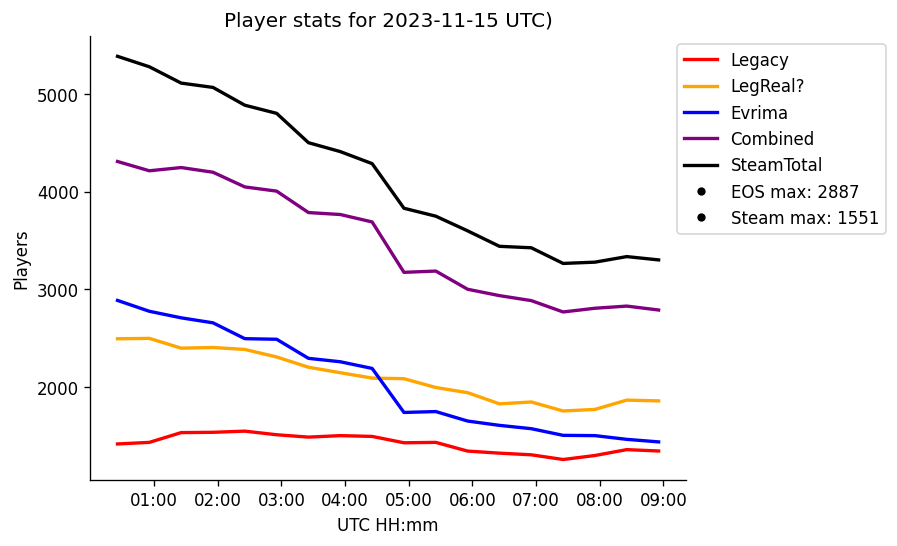 Player stats for 2023-11-15 UTC)
Players
5000
4000
3000
2000
01:00 02:00 03:00 04:00 05:00 06:00 07:00 08:00 09:00
UTC HH:mm
Legacy
LegReal?
Evrima
Combined
SteamTotal
EOS max: 2887
Steam max: 1551